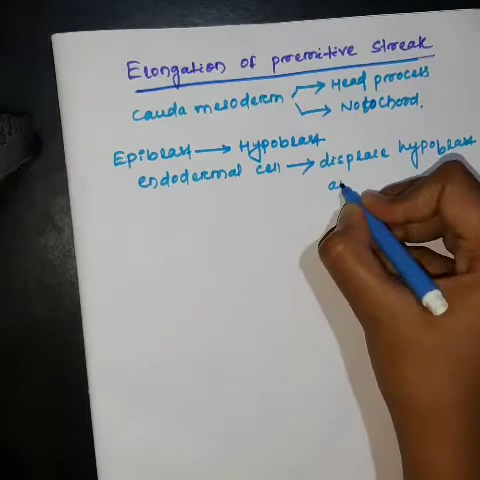 Elongation of premitive Streak
Cauda mesoderm → Head process
→ Notochord.
Epiblast → Hypoblast
endodermal cell → displace hypoblast
a